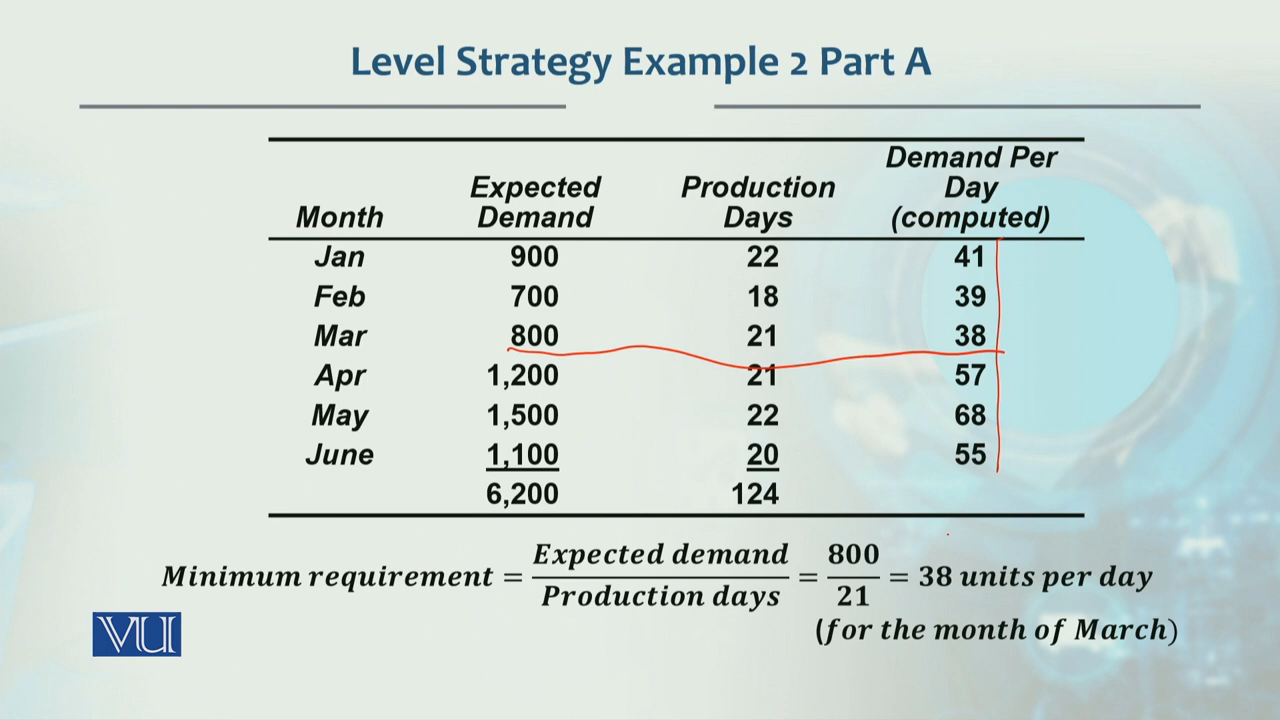 Level Strategy Example 2 Part A
Month Expected Demand Production Days Demand Per Day (computed)
Jan 900 22 41
Feb 700 18 39
Mar 800 21 38
Apr 1,200 21 57
May 1,500 22 68
June 1,100 20 55
6,200 124
Minimum requirement = Expected demand / Production days = 800 / 21 = 38 units per day
(for the month of March)
VU